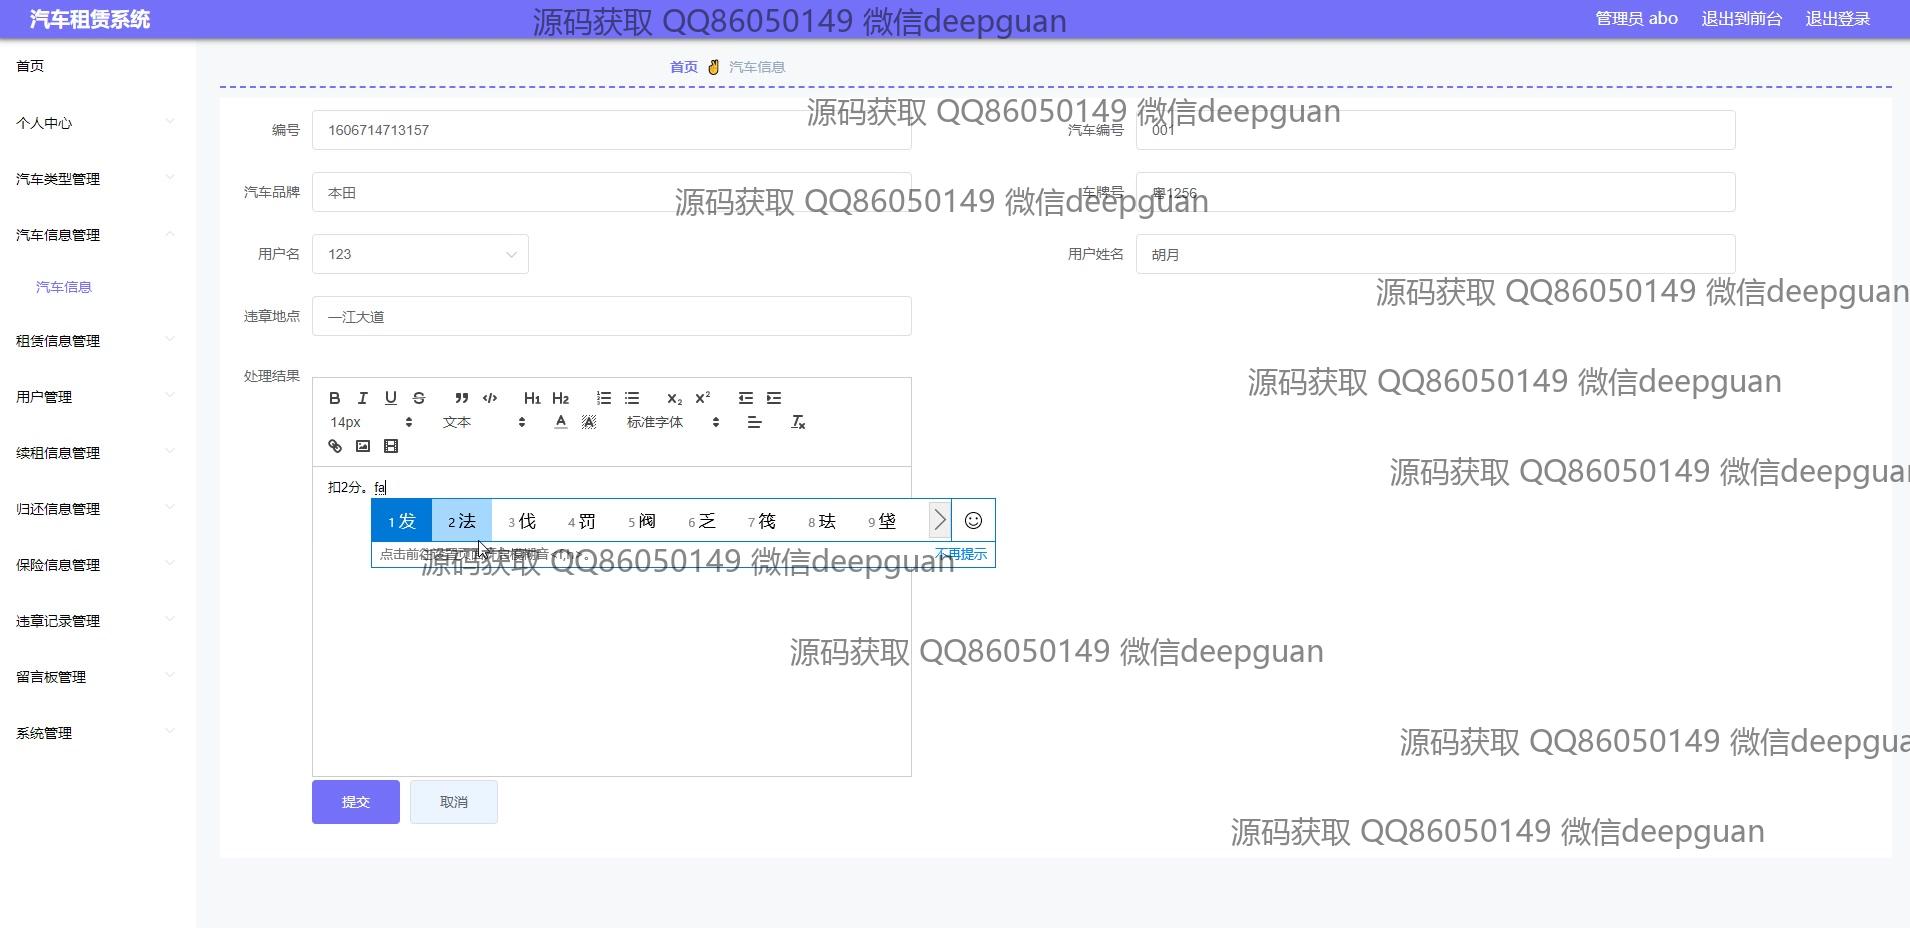 汽车租赁系统
源码获取 QQ86050149 微信deepguan
管理员 abo 退出到前台 退出登录
首页
首页 汽车信息
个人中心
源码获取 QQ86050149 微信deepguan
编号 1606714713157 汽车编号 001
汽车类型管理
汽车品牌 本田 车牌号 粤1256
源码获取 QQ86050149 微信deepguan
汽车信息管理
用户名 123 用户姓名 胡月
汽车信息
源码获取 QQ86050149 微信deepguan
违章地点 一江大道
租赁信息管理
处理结果
源码获取 QQ86050149 微信deepguan
用户管理
B I U S H1 H2 X2 X2
14px 文本 A A 标准字体 Tx
续租信息管理
源码获取 QQ86050149 微信deepgua
扣2分。fa
归还信息管理
1 发 2 法 3 伐 4 罚 5 阀 6 乏 7 筏 8 珐 9 垡
点击前往 不再提示
源码获取 QQ86050149 微信deepguan
保险信息管理
违章记录管理
源码获取 QQ86050149 微信deepguan
留言板管理
系统管理
源码获取 QQ86050149 微信deepgua
提交 取消
源码获取 QQ86050149 微信deepguan